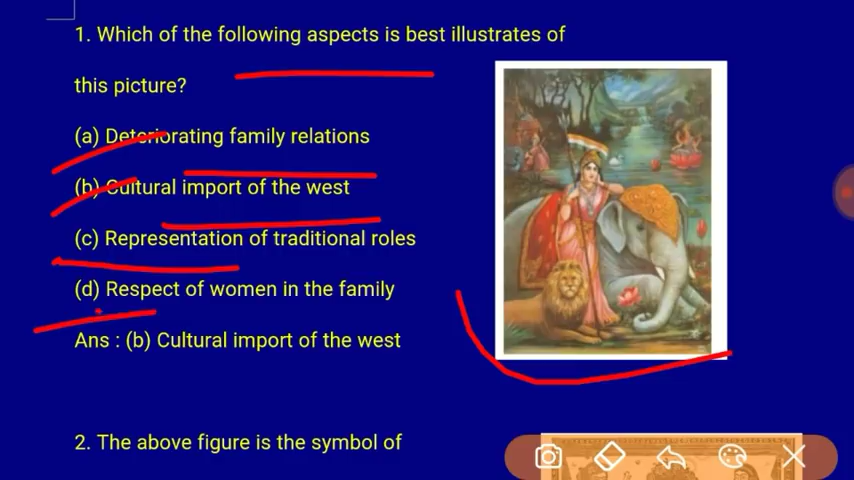 1. Which of the following aspects is best illustrates of
this picture?
(a) Deteriorating family relations
(b) Cultural import of the west
(c) Representation of traditional roles
(d) Respect of women in the family
Ans : (b) Cultural import of the west
2. The above figure is the symbol of